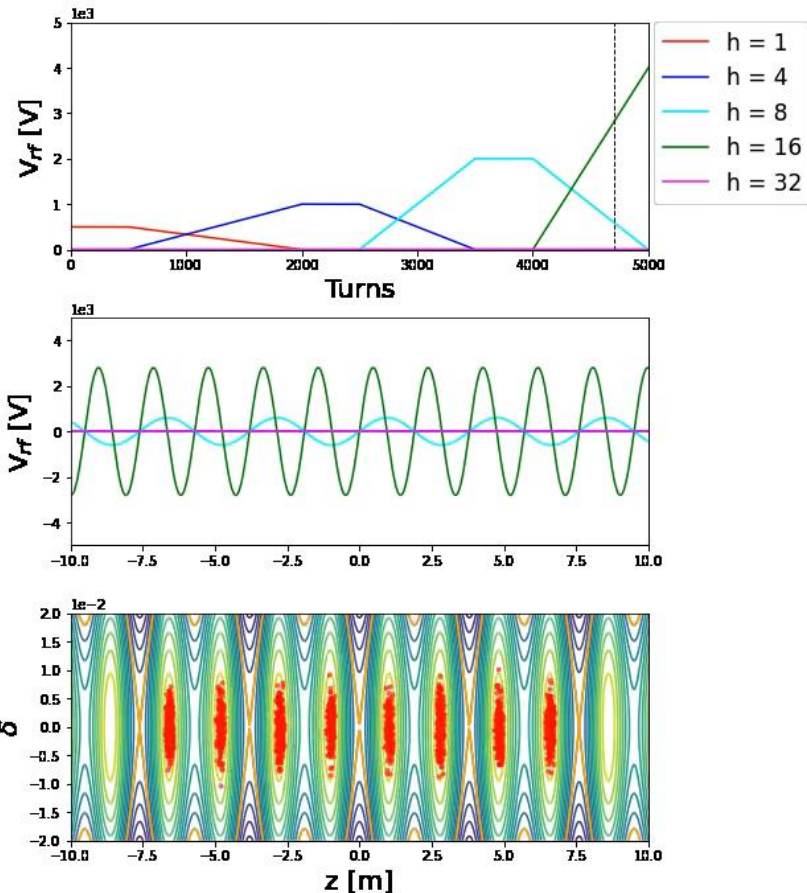 1e3
5
4
3
2
1
0
V_rf [V]
0 1000 2000 3000 4000 5000
Turns
h = 1
h = 4
h = 8
h = 16
h = 32
1e3
4
2
0
−2
−4
V_rf [V]
−10.0 −7.5 −5.0 −2.5 0.0 2.5 5.0 7.5 10.0
1e−2
2.0
1.5
1.0
0.5
0.0
−0.5
−1.0
−1.5
−2.0
δ
−10.0 −7.5 −5.0 −2.5 0.0 2.5 5.0 7.5 10.0
z [m]